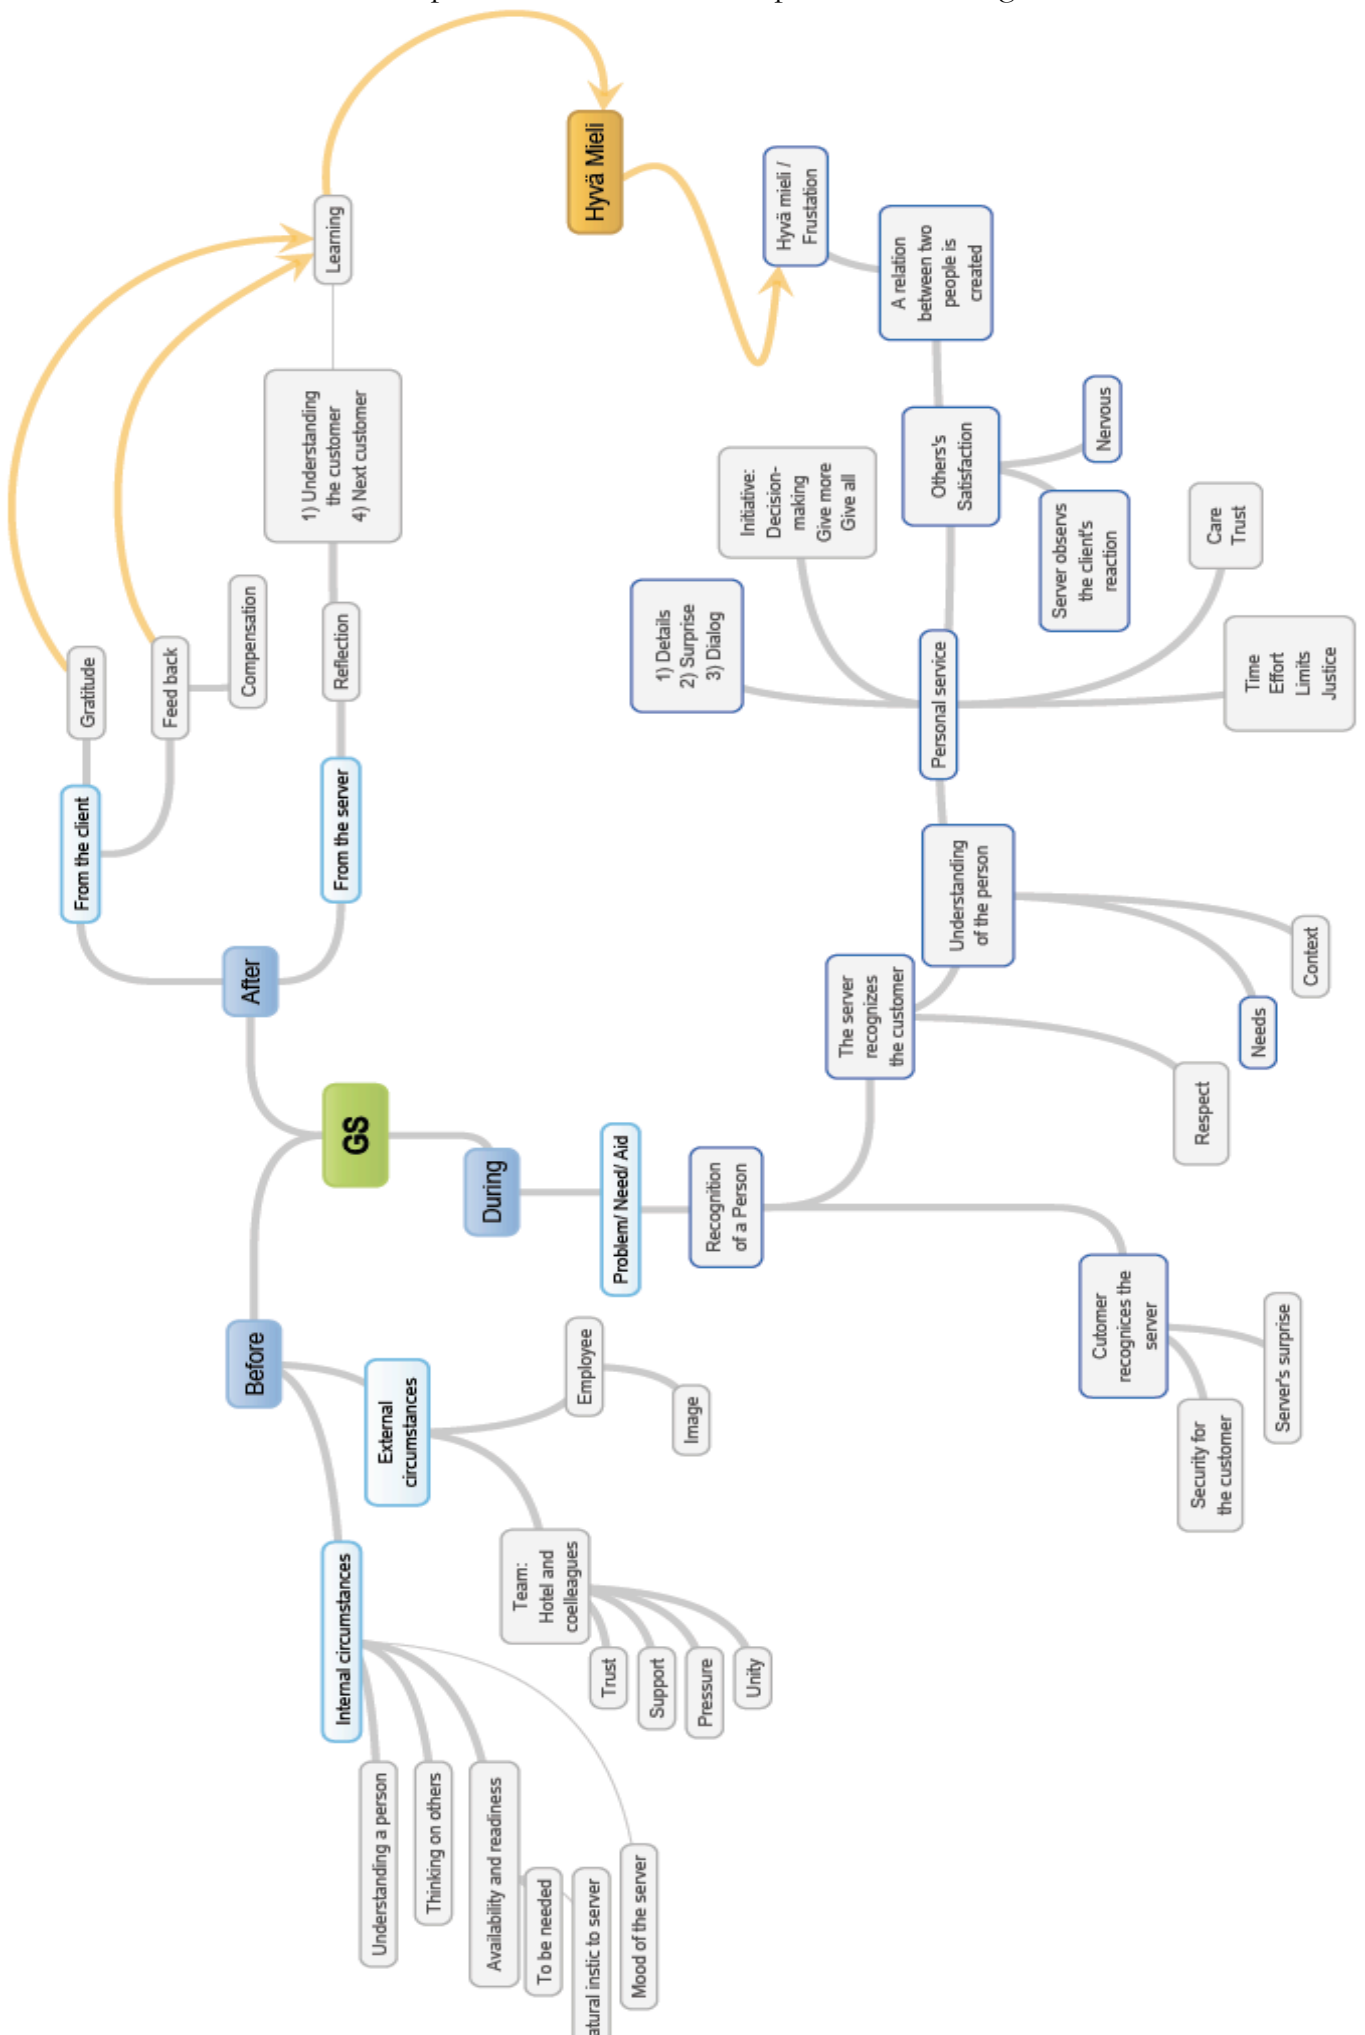 GS
Before
Internal circumstances
Understanding a person
Thinking on others
Availability and readiness
To be needed
instic to server
Mood of the server
External
circumstances
Team:
Hotel and
coelleagues
Trust
Support
Pressure
Unity
Employee
Image
During
Problem/ Need/ Aid
Recognition
of a Person
Cutomer
recognices the
server
Security for
the customer
Server's surprise
The server
recognizes
the customer
Respect
Understanding
of the person
Needs
Context
Personal service
1) Details
2) Surprise
3) Dialog
Initiative:
Decision-
making
Give more
Give all
Care
Trust
Time
Effort
Limits
Justice
Others's
Satisfaction
Server observs
the client's
reaction
Nervous
A relation
between two
people is
created
Hyvä mieli /
Frustation
Hyvä Mieli
After
From the client
Gratitude
Feed back
Compensation
From the server
Reflection
1) Understanding
the customer
4) Next customer
Learning